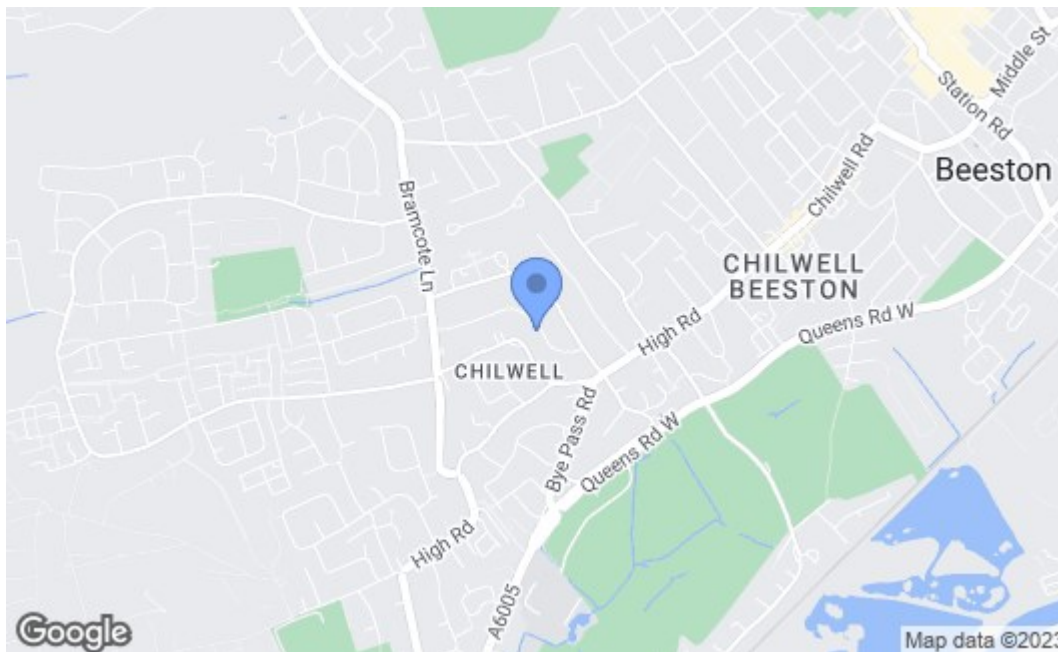 Middle St
Station Rd
Chilwell Rd
Beeston
Bramcote Ln
CHILWELL
BEESTON
Queens Rd W
High Rd
CHILWELL
Bye Pass Rd
Queens Rd W
High Rd
A6005
Google
Map data ©2023